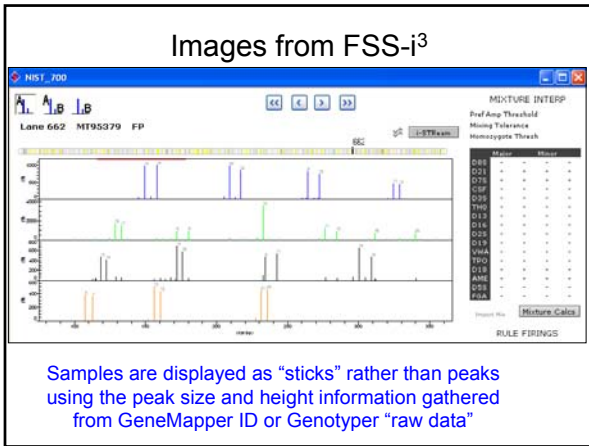 Images from FSS-i³
NIST_700
MIXTURE INTERP
Pref Amp Threshold
Mixing Tolerance
Homozygote Thresh
Lane 662 MT95379 FP
i-STReam
662
Major Minor
D8S
D21
D7S
CSF
D3S
TH0
D13
D16
D2S
D19
VWA
TPO
D18
AME
D5S
FGA
Import Mix Mixture Calcs
RULE FIRINGS
Samples are displayed as “sticks” rather than peaks
using the peak size and height information gathered
from GeneMapper ID or Genotyper “raw data”